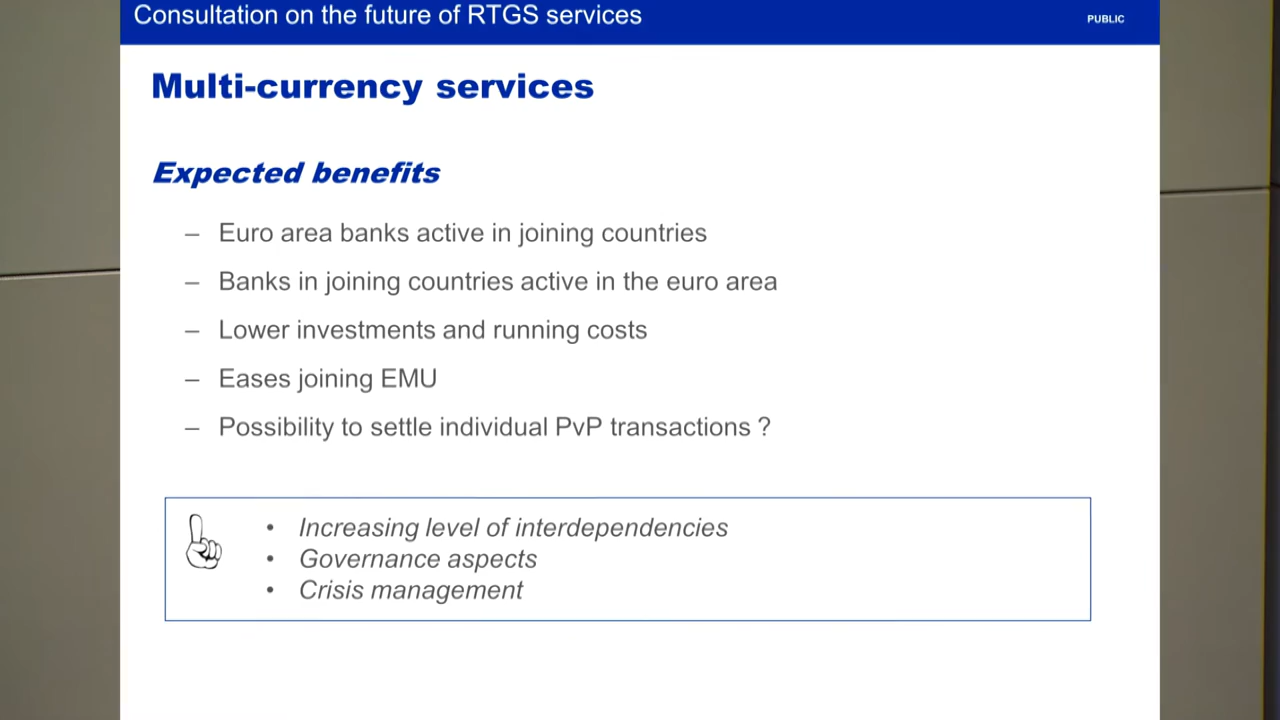 Consultation on the future of RTGS services
PUBLIC
Multi-currency services
Expected benefits
– Euro area banks active in joining countries
– Banks in joining countries active in the euro area
– Lower investments and running costs
– Eases joining EMU
– Possibility to settle individual PvP transactions ?
• Increasing level of interdependencies
• Governance aspects
• Crisis management